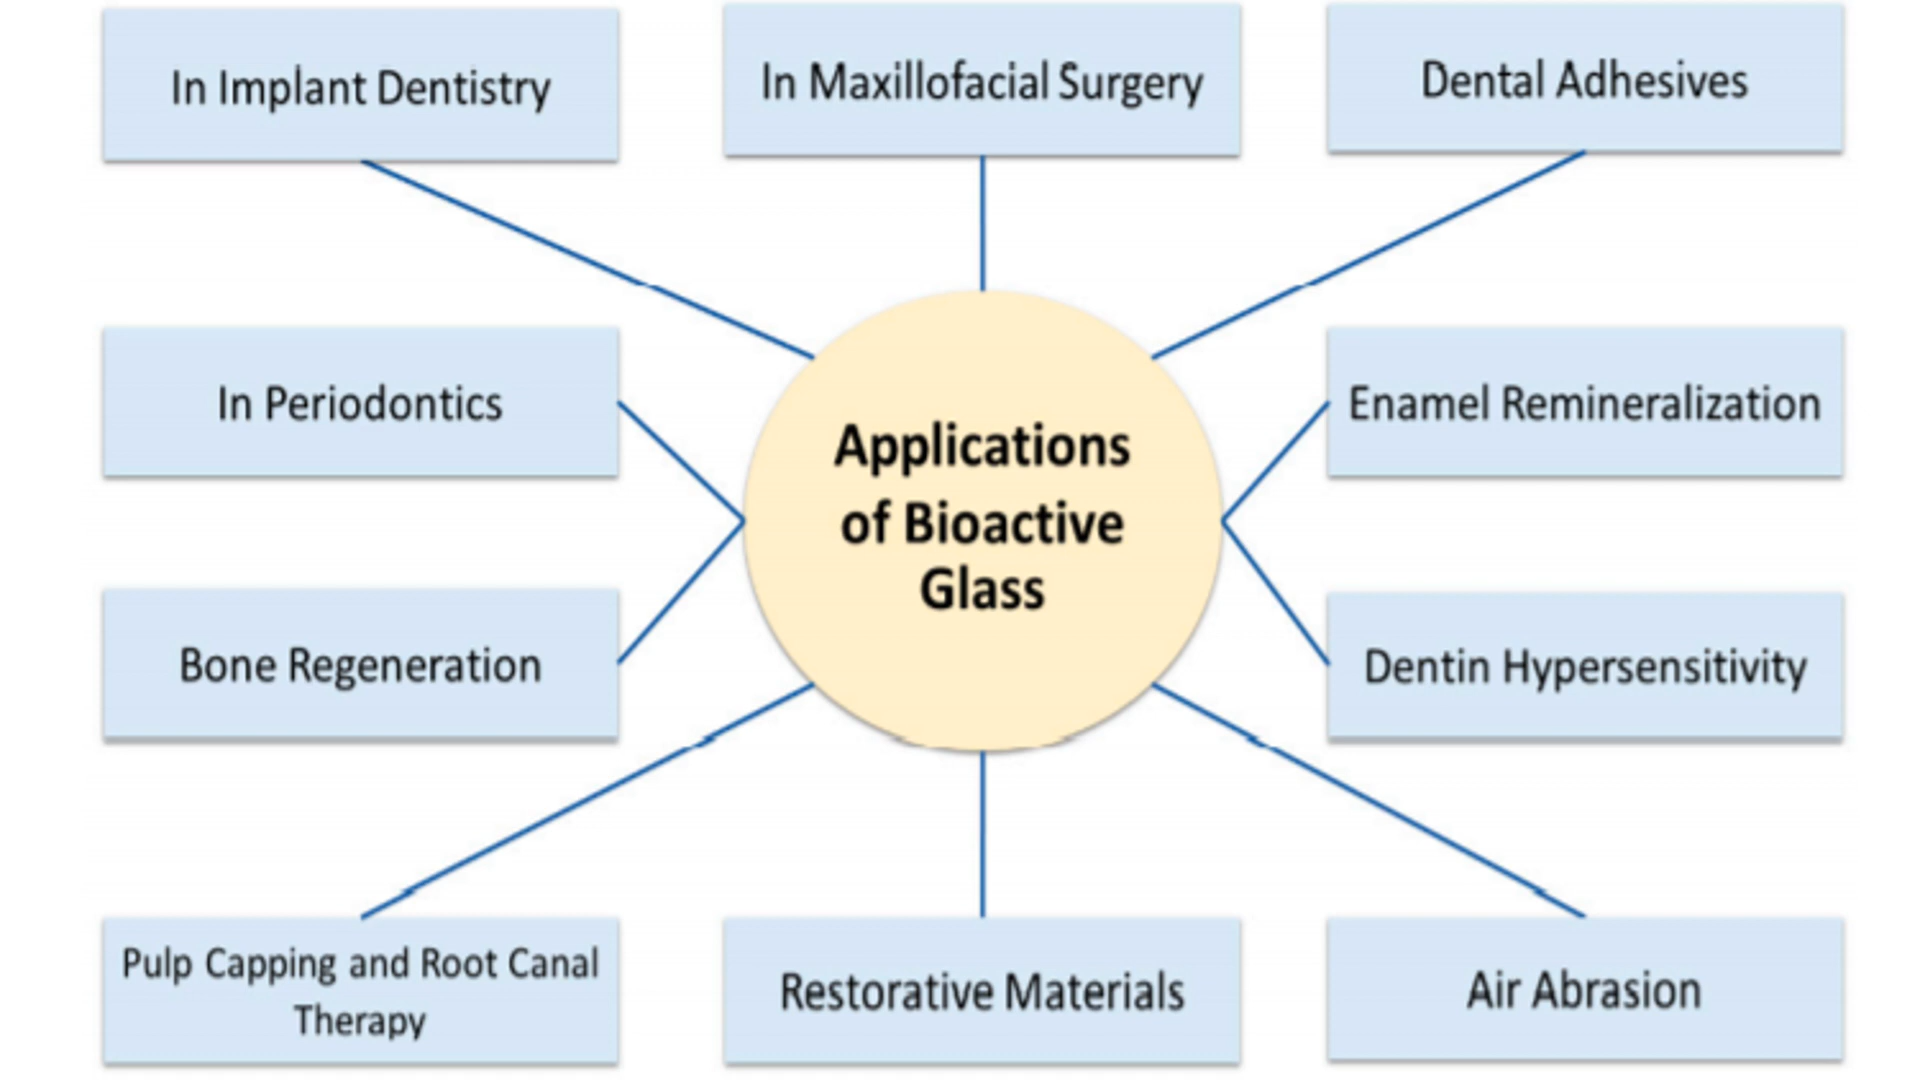 In Implant Dentistry
In Maxillofacial Surgery
Dental Adhesives
In Periodontics
Enamel Remineralization
Applications
of Bioactive
Glass
Bone Regeneration
Dentin Hypersensitivity
Pulp Capping and Root Canal
Therapy
Restorative Materials
Air Abrasion